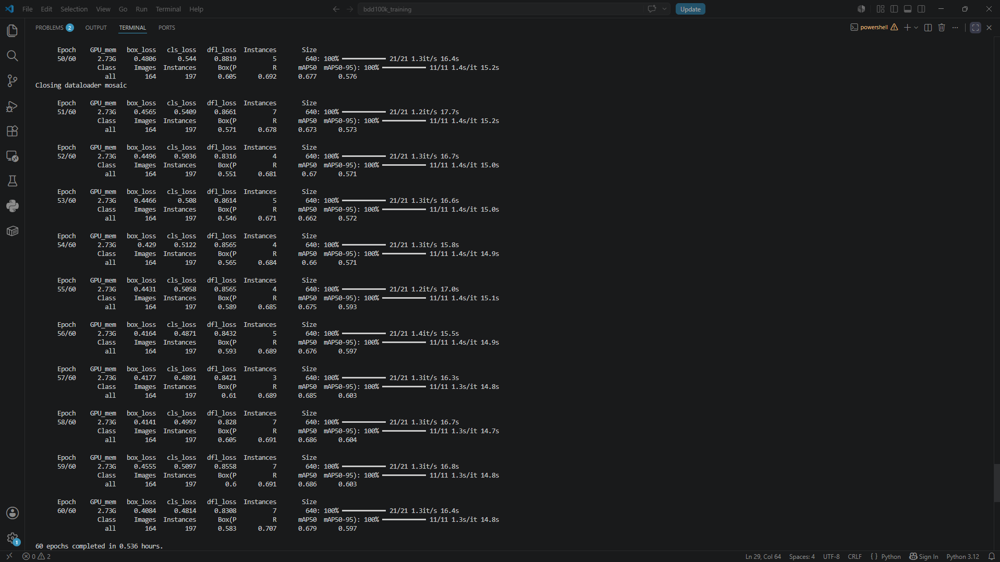 File Edit Selection View Go Run Terminal Help bdd100k_training Update
PROBLEMS 2 OUTPUT TERMINAL PORTS powershell
Epoch GPU_mem box_loss cls_loss dfl_loss Instances Size
50/60 2.73G 0.4806 0.544 0.8819 5 640: 100% 21/21 1.3it/s 16.4s
Class Images Instances Box(P R mAP50 mAP50-95): 100% 11/11 1.4s/it 15.2s
all 164 197 0.605 0.692 0.677 0.576
Closing dataloader mosaic
Epoch GPU_mem box_loss cls_loss dfl_loss Instances Size
51/60 2.73G 0.4565 0.5409 0.8661 7 640: 100% 21/21 1.2it/s 17.7s
Class Images Instances Box(P R mAP50 mAP50-95): 100% 11/11 1.4s/it 15.2s
all 164 197 0.571 0.678 0.673 0.573
Epoch GPU_mem box_loss cls_loss dfl_loss Instances Size
52/60 2.73G 0.4496 0.5036 0.8316 4 640: 100% 21/21 1.3it/s 16.7s
Class Images Instances Box(P R mAP50 mAP50-95): 100% 11/11 1.4s/it 15.0s
all 164 197 0.551 0.681 0.67 0.571
Epoch GPU_mem box_loss cls_loss dfl_loss Instances Size
53/60 2.73G 0.4466 0.508 0.8614 5 640: 100% 21/21 1.3it/s 16.6s
Class Images Instances Box(P R mAP50 mAP50-95): 100% 11/11 1.4s/it 15.0s
all 164 197 0.546 0.671 0.662 0.572
Epoch GPU_mem box_loss cls_loss dfl_loss Instances Size
54/60 2.73G 0.429 0.5122 0.8565 4 640: 100% 21/21 1.3it/s 15.8s
Class Images Instances Box(P R mAP50 mAP50-95): 100% 11/11 1.4s/it 14.9s
all 164 197 0.565 0.684 0.66 0.571
Epoch GPU_mem box_loss cls_loss dfl_loss Instances Size
55/60 2.73G 0.4431 0.5058 0.8565 4 640: 100% 21/21 1.2it/s 17.0s
Class Images Instances Box(P R mAP50 mAP50-95): 100% 11/11 1.4s/it 15.1s
all 164 197 0.589 0.685 0.675 0.593
Epoch GPU_mem box_loss cls_loss dfl_loss Instances Size
56/60 2.73G 0.4164 0.4871 0.8432 5 640: 100% 21/21 1.4it/s 15.5s
Class Images Instances Box(P R mAP50 mAP50-95): 100% 11/11 1.4s/it 14.9s
all 164 197 0.593 0.689 0.676 0.597
Epoch GPU_mem box_loss cls_loss dfl_loss Instances Size
57/60 2.73G 0.4177 0.4891 0.8421 3 640: 100% 21/21 1.3it/s 16.3s
Class Images Instances Box(P R mAP50 mAP50-95): 100% 11/11 1.3s/it 14.8s
all 164 197 0.61 0.689 0.685 0.603
Epoch GPU_mem box_loss cls_loss dfl_loss Instances Size
58/60 2.73G 0.4141 0.4997 0.828 7 640: 100% 21/21 1.3it/s 16.7s
Class Images Instances Box(P R mAP50 mAP50-95): 100% 11/11 1.3s/it 14.7s
all 164 197 0.605 0.691 0.686 0.604
Epoch GPU_mem box_loss cls_loss dfl_loss Instances Size
59/60 2.73G 0.4555 0.5097 0.8558 7 640: 100% 21/21 1.3it/s 16.8s
Class Images Instances Box(P R mAP50 mAP50-95): 100% 11/11 1.3s/it 14.8s
all 164 197 0.6 0.691 0.686 0.603
Epoch GPU_mem box_loss cls_loss dfl_loss Instances Size
60/60 2.73G 0.4084 0.4814 0.8308 7 640: 100% 21/21 1.3it/s 16.4s
Class Images Instances Box(P R mAP50 mAP50-95): 100% 11/11 1.3s/it 14.8s
all 164 197 0.583 0.707 0.679 0.597
60 epochs completed in 0.536 hours.
1
0 2 Ln 29, Col 64 Spaces: 4 UTF-8 CRLF { } Python Sign In Python 3.12